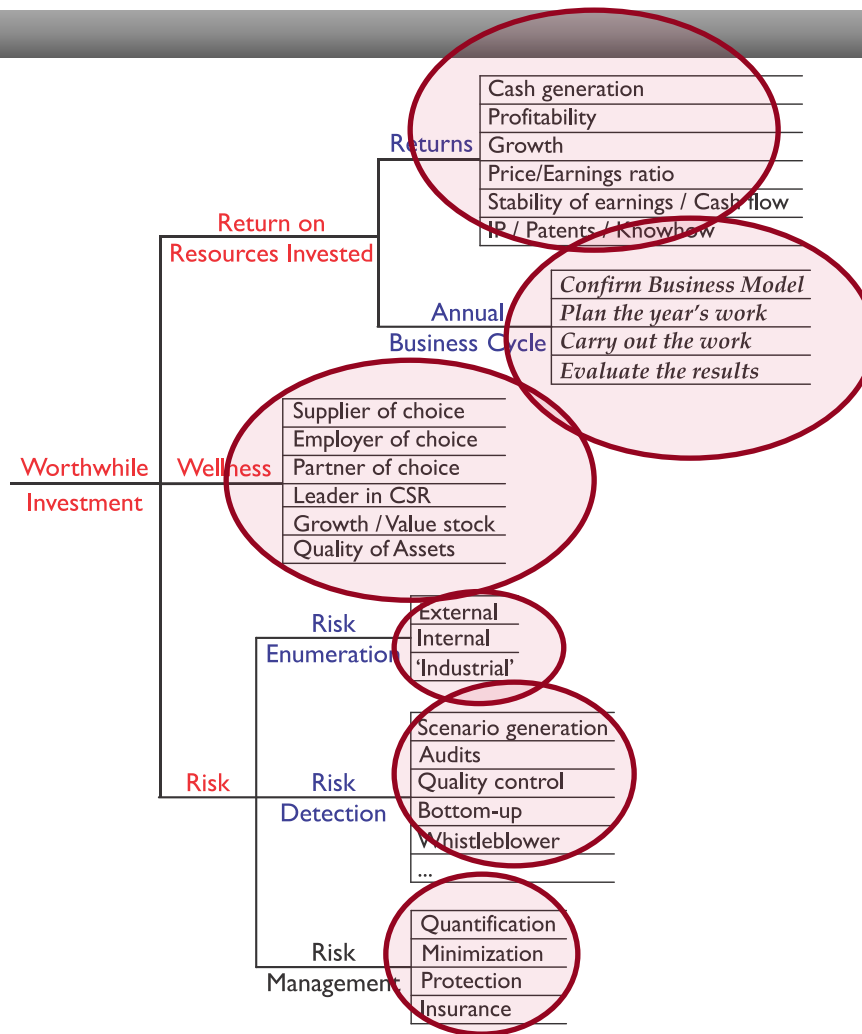 Cash generation
Profitability
Returns
Growth
Price/Earnings ratio
Stability of earnings / Cash flow
IP / Patents / Knowhow
Return on
Resources Invested
Confirm Business Model
Annual
Plan the year's work
Business Cycle
Carry out the work
Evaluate the results
Supplier of choice
Employer of choice
Worthwhile
Investment
Wellness
Partner of choice
Leader in CSR
Growth / Value stock
Quality of Assets
Risk
Enumeration
External
Internal
'Industrial'
Scenario generation
Audits
Risk
Risk
Detection
Quality control
Bottom-up
Whistleblower
...
Quantification
Risk
Management
Minimization
Protection
Insurance